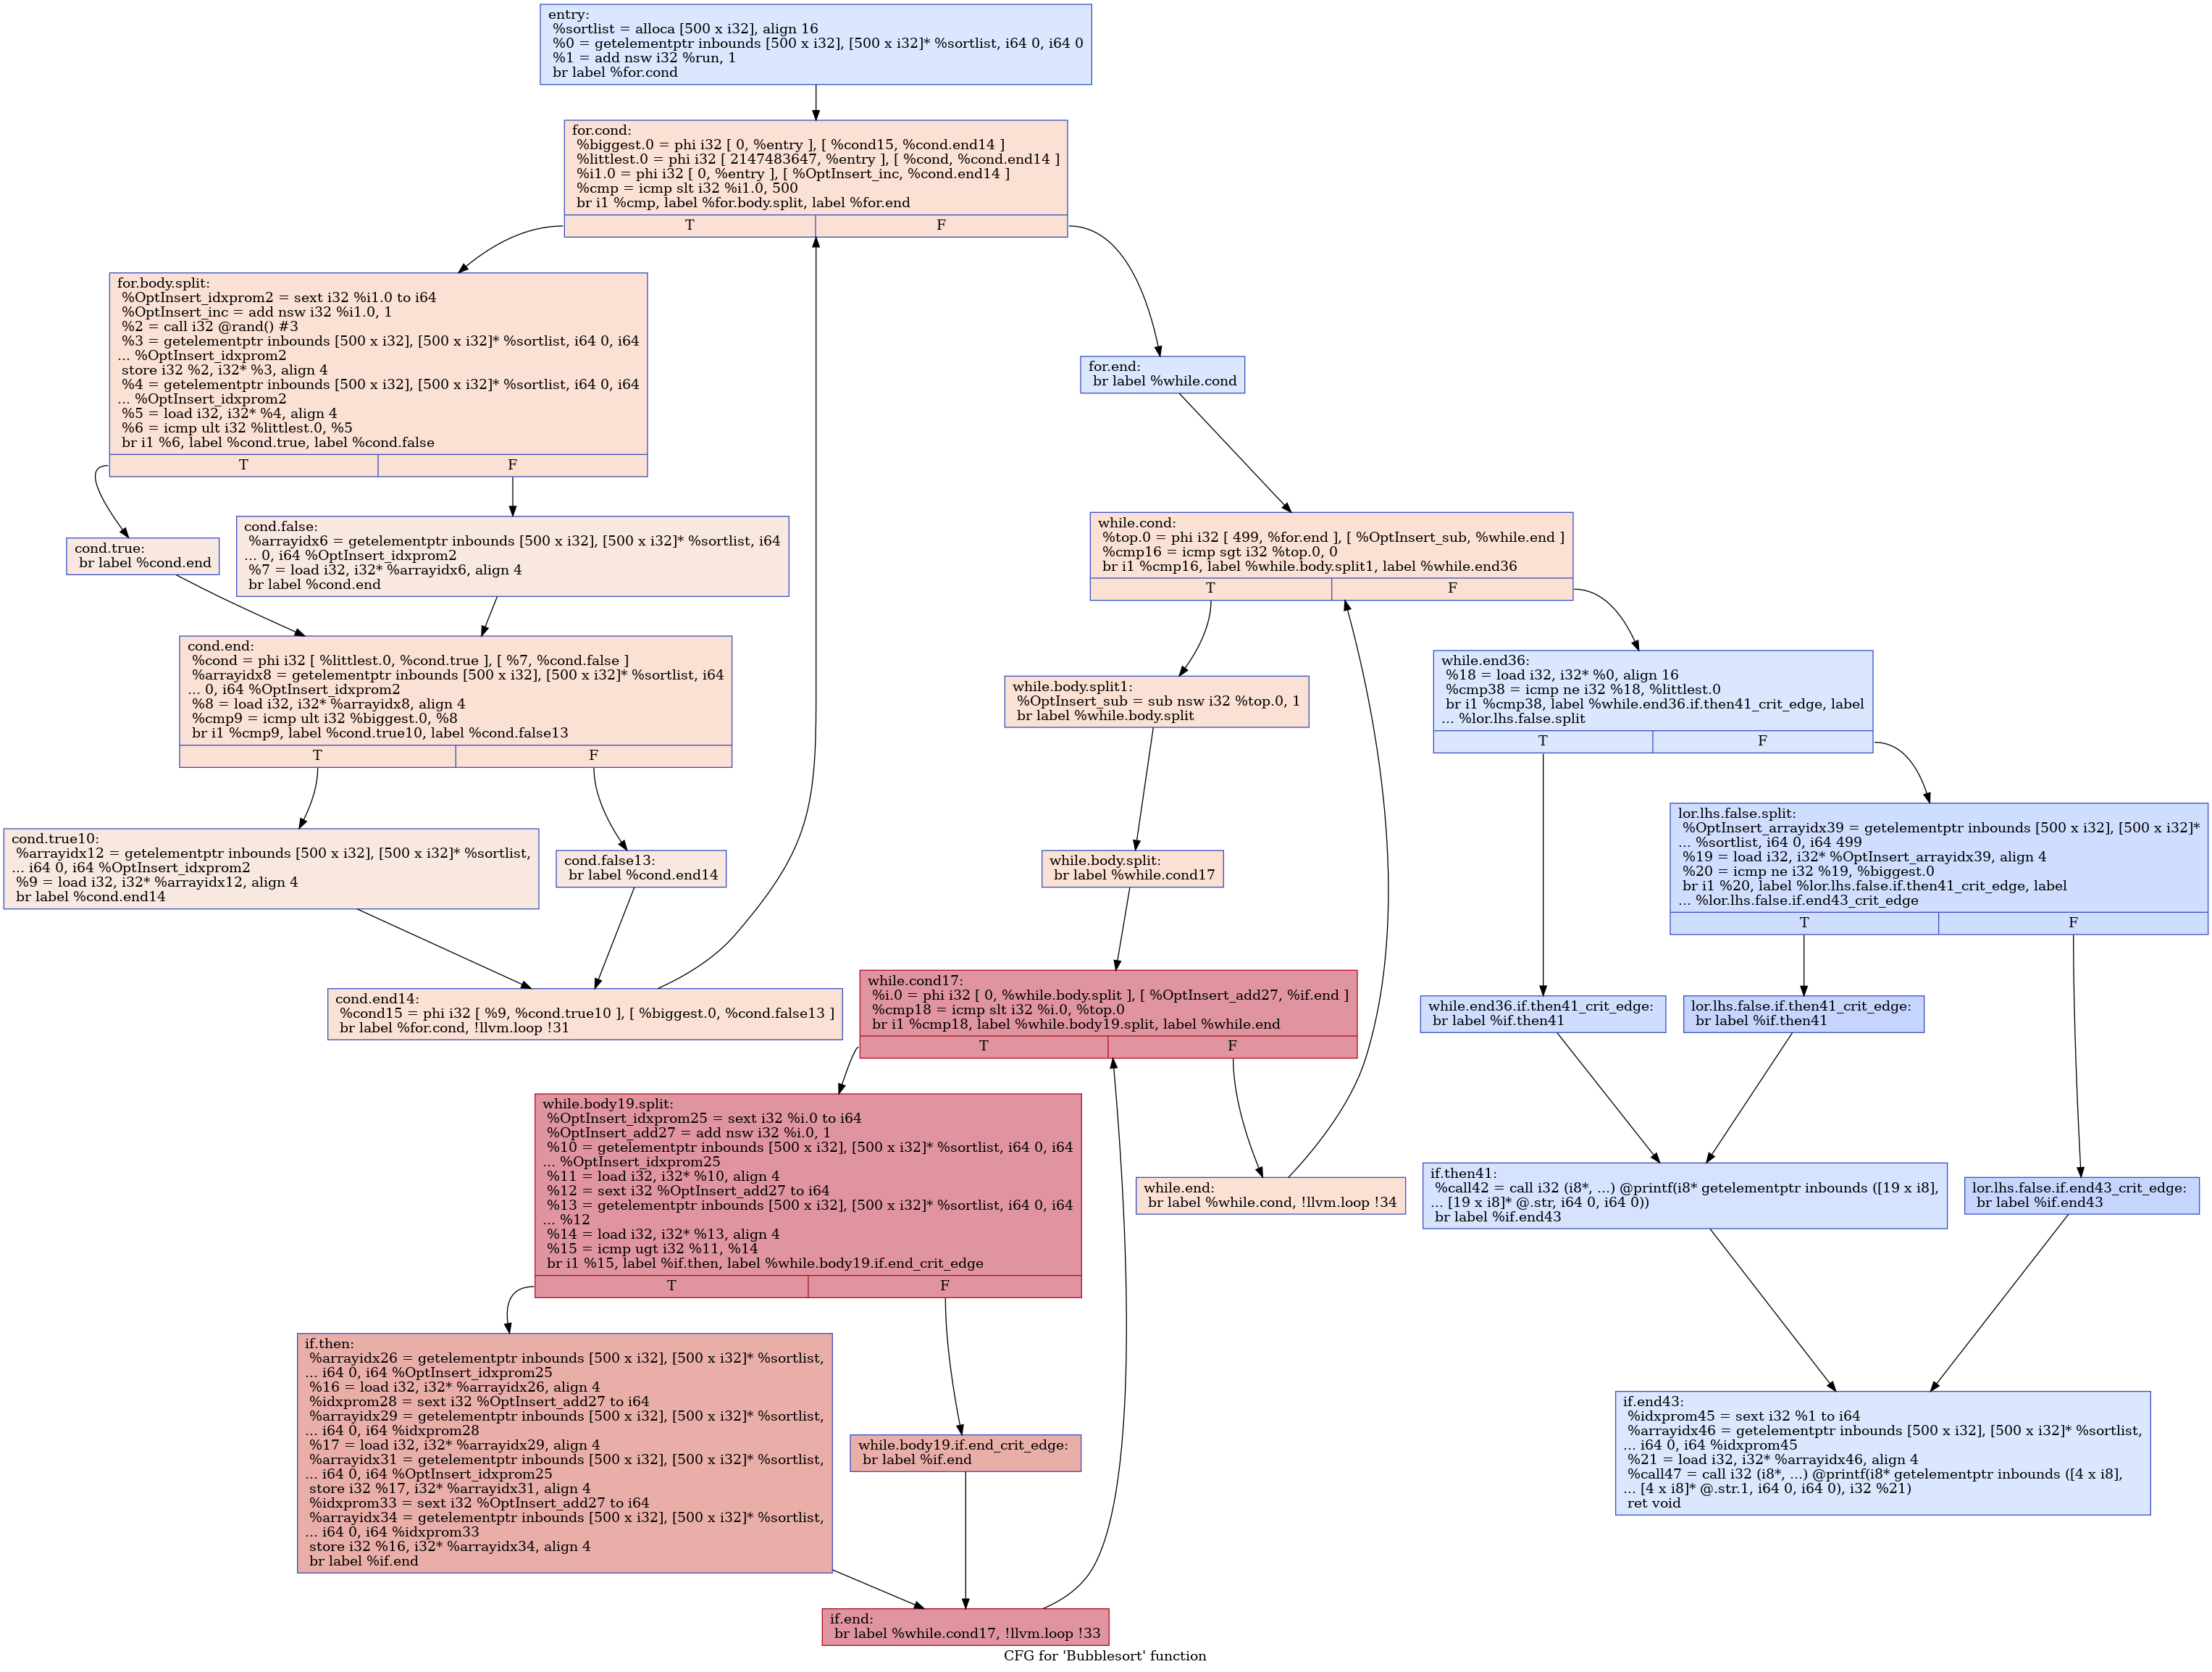 entry:
%sortlist = alloca [500 x i32], align 16
%0 = getelementptr inbounds [500 x i32], [500 x i32]* %sortlist, i64 0, i64 0
%1 = add nsw i32 %run, 1
br label %for.cond
for.cond:
%biggest.0 = phi i32 [ 0, %entry ], [ %cond15, %cond.end14 ]
%littlest.0 = phi i32 [ 2147483647, %entry ], [ %cond, %cond.end14 ]
%i1.0 = phi i32 [ 0, %entry ], [ %OptInsert_inc, %cond.end14 ]
%cmp = icmp slt i32 %i1.0, 500
br i1 %cmp, label %for.body.split, label %for.end
T F
for.body.split:
%OptInsert_idxprom2 = sext i32 %i1.0 to i64
%OptInsert_inc = add nsw i32 %i1.0, 1
%2 = call i32 @rand() #3
%3 = getelementptr inbounds [500 x i32], [500 x i32]* %sortlist, i64 0, i64
... %OptInsert_idxprom2
store i32 %2, i32* %3, align 4
%4 = getelementptr inbounds [500 x i32], [500 x i32]* %sortlist, i64 0, i64
... %OptInsert_idxprom2
%5 = load i32, i32* %4, align 4
%6 = icmp ult i32 %littlest.0, %5
br i1 %6, label %cond.true, label %cond.false
T F
for.end:
br label %while.cond
cond.true:
br label %cond.end
cond.false:
%arrayidx6 = getelementptr inbounds [500 x i32], [500 x i32]* %sortlist, i64
... 0, i64 %OptInsert_idxprom2
%7 = load i32, i32* %arrayidx6, align 4
br label %cond.end
while.cond:
%top.0 = phi i32 [ 499, %for.end ], [ %OptInsert_sub, %while.end ]
%cmp16 = icmp sgt i32 %top.0, 0
br i1 %cmp16, label %while.body.split1, label %while.end36
T F
cond.end:
%cond = phi i32 [ %littlest.0, %cond.true ], [ %7, %cond.false ]
%arrayidx8 = getelementptr inbounds [500 x i32], [500 x i32]* %sortlist, i64
... 0, i64 %OptInsert_idxprom2
%8 = load i32, i32* %arrayidx8, align 4
%cmp9 = icmp ult i32 %biggest.0, %8
br i1 %cmp9, label %cond.true10, label %cond.false13
T F
while.body.split1:
%OptInsert_sub = sub nsw i32 %top.0, 1
br label %while.body.split
while.end36:
%18 = load i32, i32* %0, align 16
%cmp38 = icmp ne i32 %18, %littlest.0
br i1 %cmp38, label %while.end36.if.then41_crit_edge, label
... %lor.lhs.false.split
T F
cond.true10:
%arrayidx12 = getelementptr inbounds [500 x i32], [500 x i32]* %sortlist,
... i64 0, i64 %OptInsert_idxprom2
%9 = load i32, i32* %arrayidx12, align 4
br label %cond.end14
cond.false13:
br label %cond.end14
while.body.split:
br label %while.cond17
lor.lhs.false.split:
%OptInsert_arrayidx39 = getelementptr inbounds [500 x i32], [500 x i32]*
... %sortlist, i64 0, i64 499
%19 = load i32, i32* %OptInsert_arrayidx39, align 4
%20 = icmp ne i32 %19, %biggest.0
br i1 %20, label %lor.lhs.false.if.then41_crit_edge, label
... %lor.lhs.false.if.end43_crit_edge
T F
cond.end14:
%cond15 = phi i32 [ %9, %cond.true10 ], [ %biggest.0, %cond.false13 ]
br label %for.cond, !llvm.loop !31
while.cond17:
%i.0 = phi i32 [ 0, %while.body.split ], [ %OptInsert_add27, %if.end ]
%cmp18 = icmp slt i32 %i.0, %top.0
br i1 %cmp18, label %while.body19.split, label %while.end
T F
while.end36.if.then41_crit_edge:
br label %if.then41
lor.lhs.false.if.then41_crit_edge:
br label %if.then41
while.body19.split:
%OptInsert_idxprom25 = sext i32 %i.0 to i64
%OptInsert_add27 = add nsw i32 %i.0, 1
%10 = getelementptr inbounds [500 x i32], [500 x i32]* %sortlist, i64 0, i64
... %OptInsert_idxprom25
%11 = load i32, i32* %10, align 4
%12 = sext i32 %OptInsert_add27 to i64
%13 = getelementptr inbounds [500 x i32], [500 x i32]* %sortlist, i64 0, i64
... %12
%14 = load i32, i32* %13, align 4
%15 = icmp ugt i32 %11, %14
br i1 %15, label %if.then, label %while.body19.if.end_crit_edge
T F
while.end:
br label %while.cond, !llvm.loop !34
if.then41:
%call42 = call i32 (i8*, ...) @printf(i8* getelementptr inbounds ([19 x i8],
... [19 x i8]* @.str, i64 0, i64 0))
br label %if.end43
lor.lhs.false.if.end43_crit_edge:
br label %if.end43
if.then:
%arrayidx26 = getelementptr inbounds [500 x i32], [500 x i32]* %sortlist,
... i64 0, i64 %OptInsert_idxprom25
%16 = load i32, i32* %arrayidx26, align 4
%idxprom28 = sext i32 %OptInsert_add27 to i64
%arrayidx29 = getelementptr inbounds [500 x i32], [500 x i32]* %sortlist,
... i64 0, i64 %idxprom28
%17 = load i32, i32* %arrayidx29, align 4
%arrayidx31 = getelementptr inbounds [500 x i32], [500 x i32]* %sortlist,
... i64 0, i64 %OptInsert_idxprom25
store i32 %17, i32* %arrayidx31, align 4
%idxprom33 = sext i32 %OptInsert_add27 to i64
%arrayidx34 = getelementptr inbounds [500 x i32], [500 x i32]* %sortlist,
... i64 0, i64 %idxprom33
store i32 %16, i32* %arrayidx34, align 4
br label %if.end
while.body19.if.end_crit_edge:
br label %if.end
if.end43:
%idxprom45 = sext i32 %1 to i64
%arrayidx46 = getelementptr inbounds [500 x i32], [500 x i32]* %sortlist,
... i64 0, i64 %idxprom45
%21 = load i32, i32* %arrayidx46, align 4
%call47 = call i32 (i8*, ...) @printf(i8* getelementptr inbounds ([4 x i8],
... [4 x i8]* @.str.1, i64 0, i64 0), i32 %21)
ret void
if.end:
br label %while.cond17, !llvm.loop !33
CFG for 'Bubblesort' function